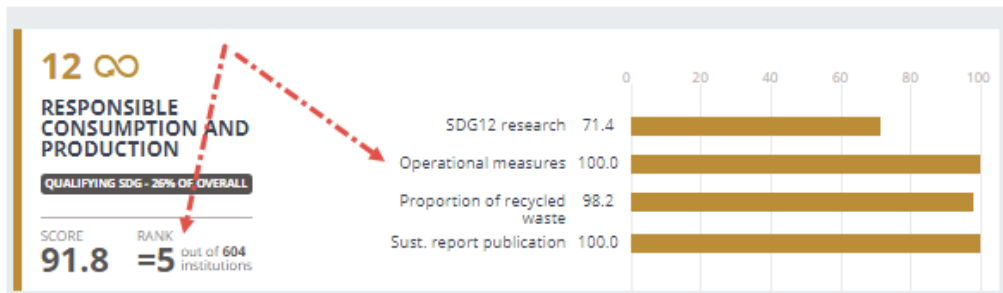 12
RESPONSIBLE
CONSUMPTION AND
PRODUCTION
QUALIFYING SDG - 26% OF OVERALL
SCORE
91.8
RANK
=5 out of 604
institutions
0 20 40 60 80 100
SDG12 research 71.4
Operational measures 100.0
Proportion of recycled 98.2
waste
Sust. report publication 100.0